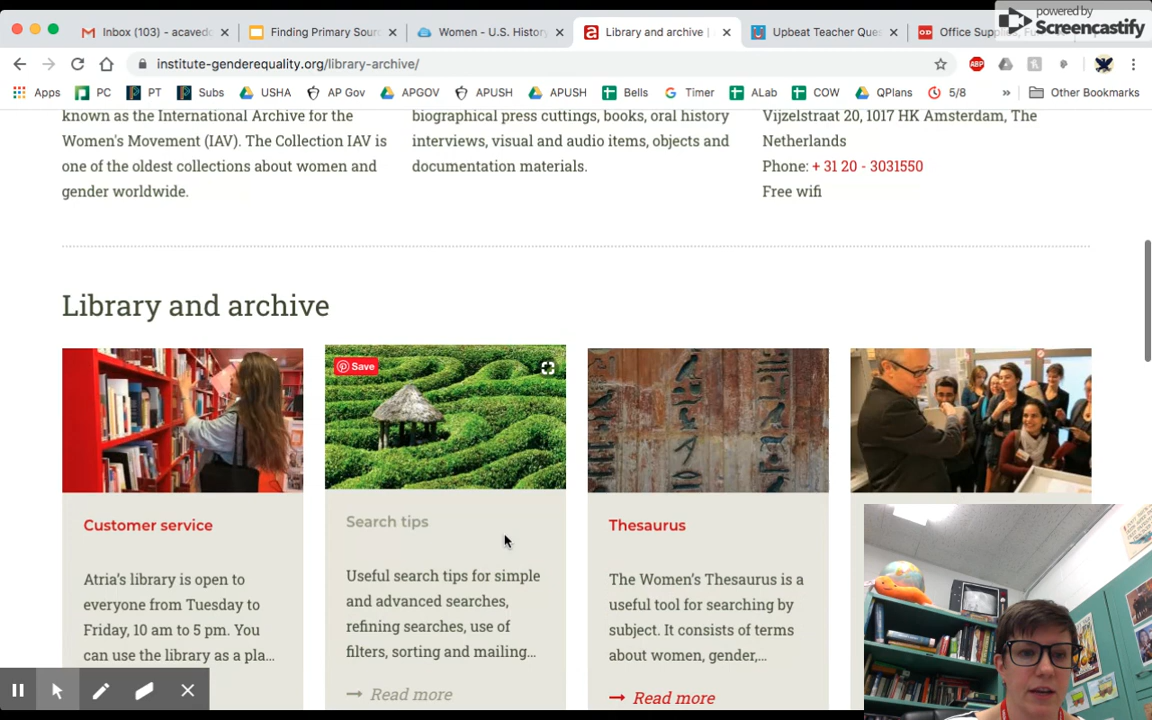 powered by
Screencastify
Inbox (103) - acavedo
Finding Primary Sour
Women - U.S. History
Library and archive |
Upbeat Teacher Ques
Office Supplies, Fu
institute-genderequality.org/library-archive/
ABP
Apps PC PT Subs USHA AP Gov APGOV APUSH APUSH Bells Timer ALab COW QPlans 5/8 » Other Bookmarks
known as the International Archive for the
Women's Movement (IAV). The Collection IAV is
one of the oldest collections about women and
gender worldwide.
biographical press cuttings, books, oral history
interviews, visual and audio items, objects and
documentation materials.
Vijzelstraat 20, 1017 HK Amsterdam, The
Netherlands
Phone: + 31 20 - 3031550
Free wifi
Library and archive
Save
Customer service
Atria's library is open to
everyone from Tuesday to
Friday, 10 am to 5 pm. You
can use the library as a pla...
Search tips
Useful search tips for simple
and advanced searches,
refining searches, use of
filters, sorting and mailing...
→ Read more
Thesaurus
The Women's Thesaurus is a
useful tool for searching by
subject. It consists of terms
about women, gender,...
→ Read more